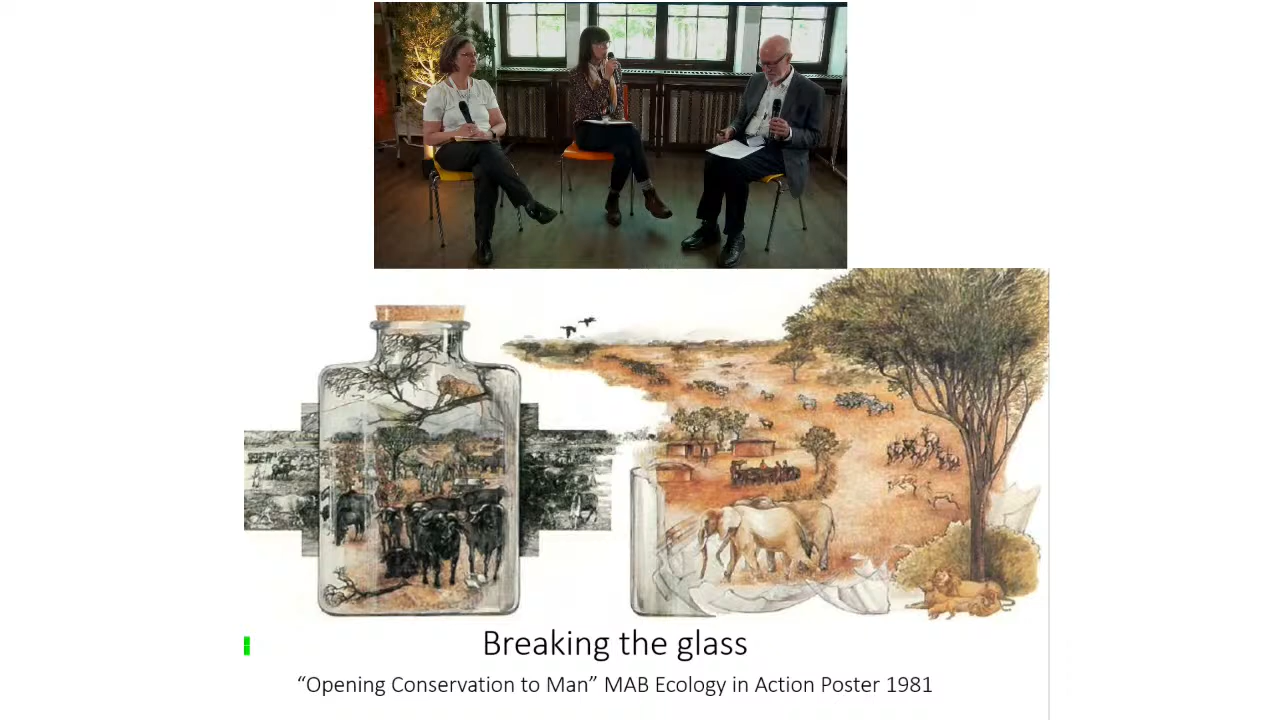 Breaking the glass
“Opening Conservation to Man” MAB Ecology in Action Poster 1981